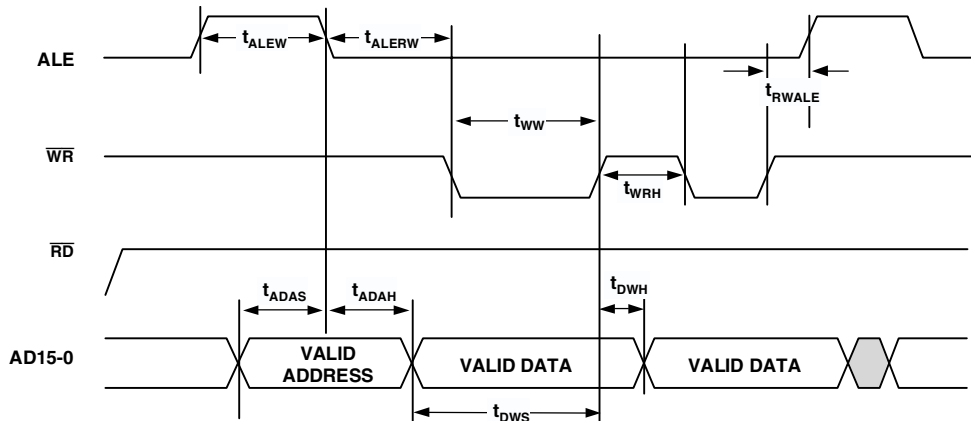 ALE
tALEW
tALERW
tRWALE
tWW
WR
tWRH
RD
tADAS
tADAH
tDWH
AD15-0
VALID
ADDRESS
VALID DATA
VALID DATA
tDWS